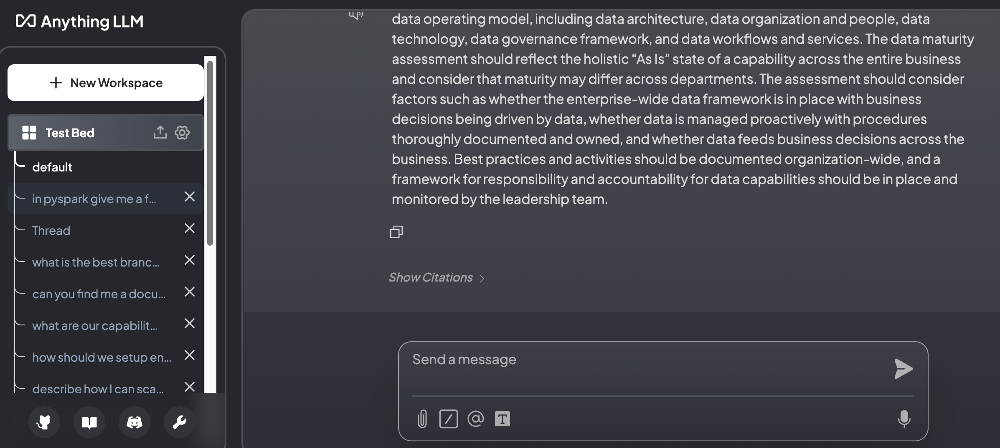 Anything LLM
New Workspace
Test Bed
default
in pyspark give me a f...
Thread
what is the best branc...
can you find me a docu...
what are our capabilit...
how should we setup en...
describe how I can sca...
data operating model, including data architecture, data organization and people, data
technology, data governance framework, and data workflows and services. The data maturity
assessment should reflect the holistic “As Is” state of a capability across the entire business
and consider that maturity may differ across departments. The assessment should consider
factors such as whether the enterprise-wide data framework is in place with business
decisions being driven by data, whether data is managed proactively with procedures
thoroughly documented and owned, and whether data feeds business decisions across the
business. Best practices and activities should be documented organization-wide, and a
framework for responsibility and accountability for data capabilities should be in place and
monitored by the leadership team.
Show Citations
Send a message